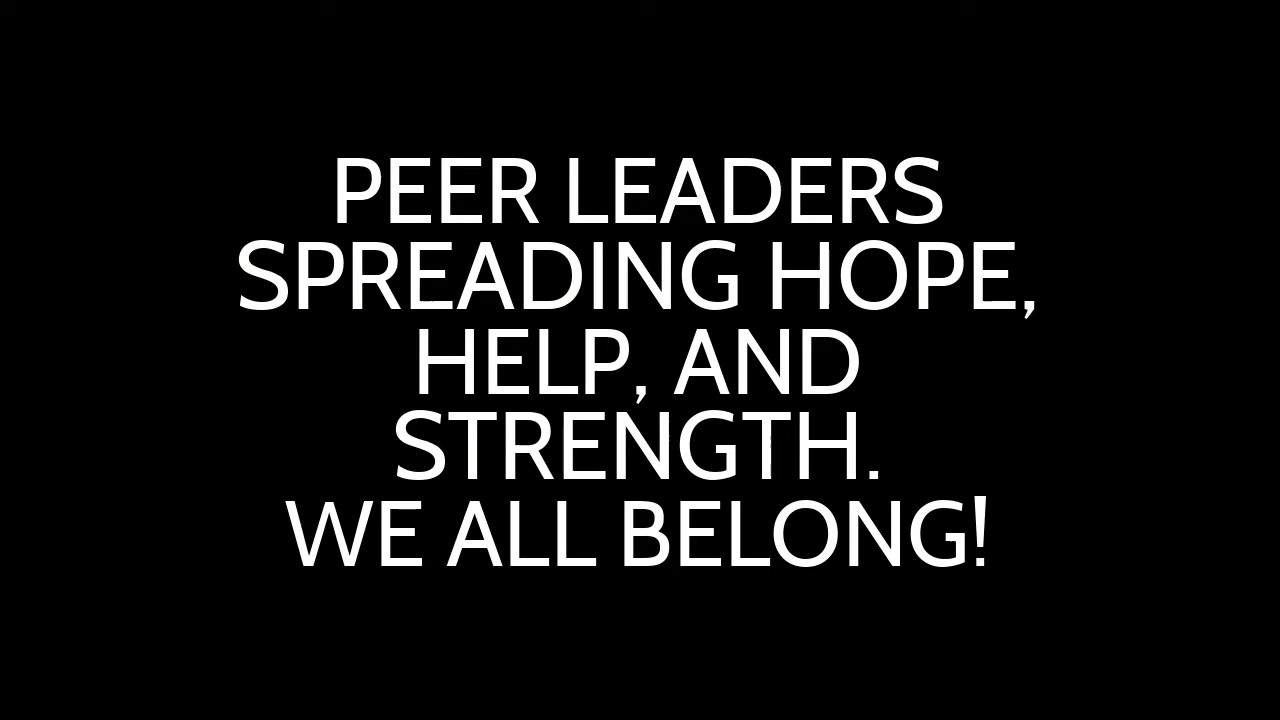 PEER LEADERS
SPREADING HOPE,
HELP, AND
STRENGTH.
WE ALL BELONG!